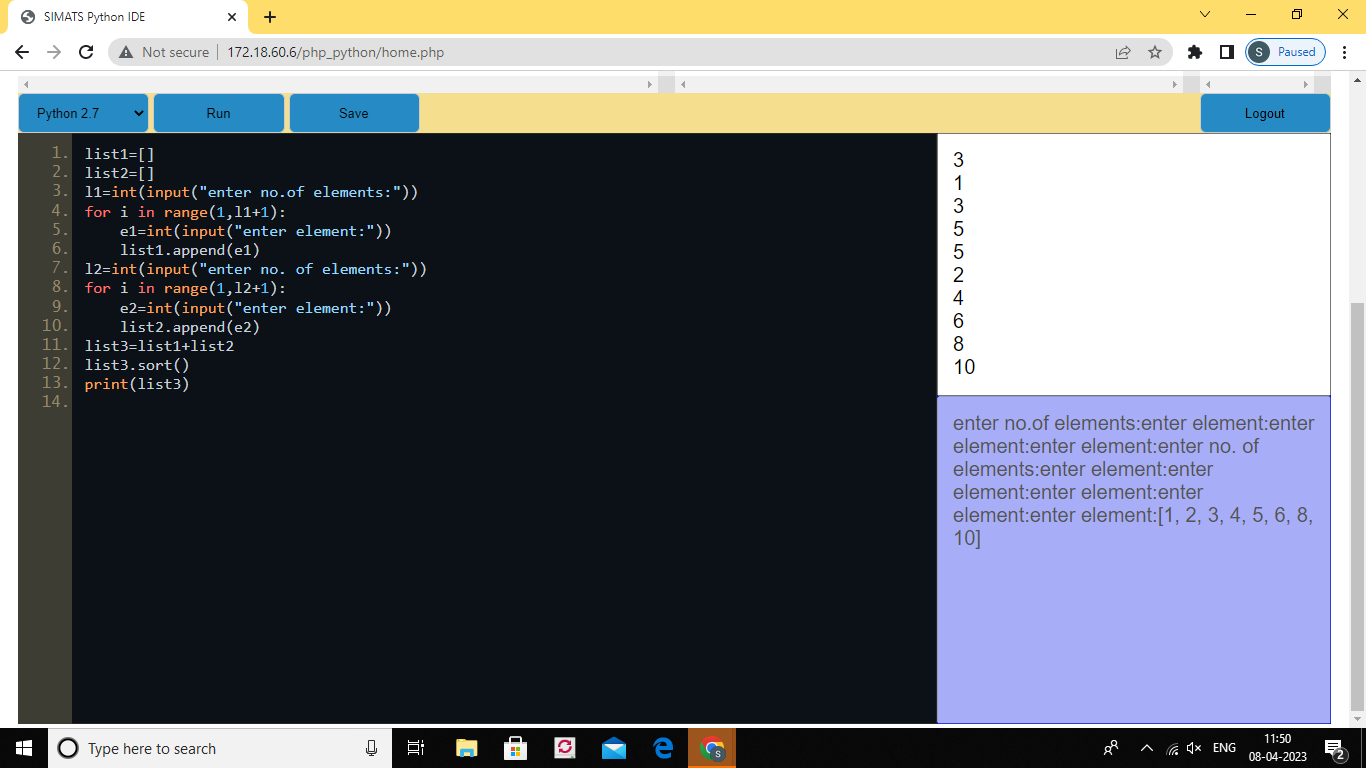 SIMATS Python IDE
Not secure 172.18.60.6/php_python/home.php S Paused
Python 2.7 Run Save Logout
1. list1=[]
2. list2=[]
3. l1=int(input("enter no.of elements:"))
4. for i in range(1,l1+1):
5.     e1=int(input("enter element:"))
6.     list1.append(e1)
7. l2=int(input("enter no. of elements:"))
8. for i in range(1,l2+1):
9.     e2=int(input("enter element:"))
10.     list2.append(e2)
11. list3=list1+list2
12. list3.sort()
13. print(list3)
14.
3
1
3
5
5
2
4
6
8
10
enter no.of elements:enter element:enter
element:enter element:enter no. of
elements:enter element:enter
element:enter element:enter
element:enter element:[1, 2, 3, 4, 5, 6, 8,
10]
Type here to search S ENG 11:50
08-04-2023 2